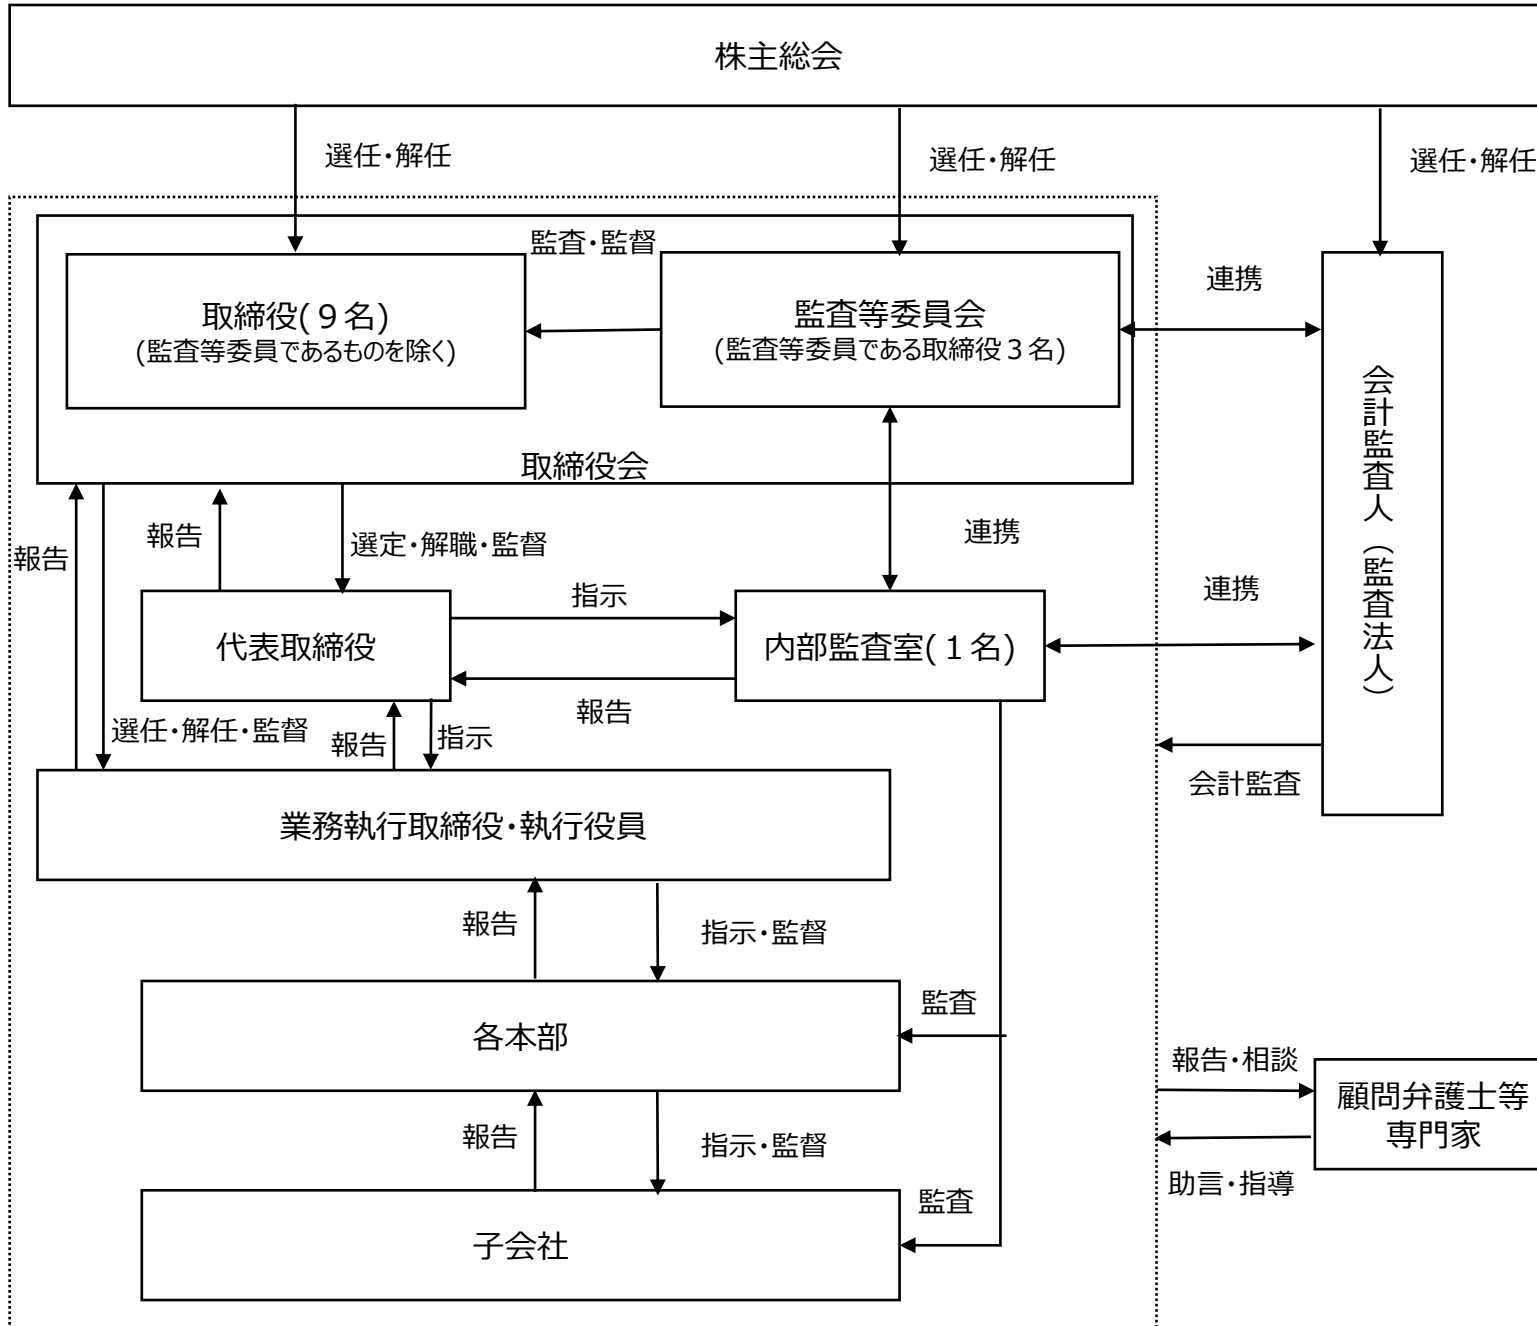 株主総会
選任・解任
選任・解任
選任・解任
監査・監督
取締役(９名)
(監査等委員であるものを除く)
監査等委員会
(監査等委員である取締役３名)
連携
会計監査人（監査法人）
取締役会
報告
報告
選定・解職・監督
連携
指示
連携
代表取締役
内部監査室(１名)
報告
選任・解任・監督
報告
指示
会計監査
業務執行取締役・執行役員
報告
指示・監督
各本部
監査
報告・相談
顧問弁護士等
専門家
報告
指示・監督
助言・指導
監査
子会社